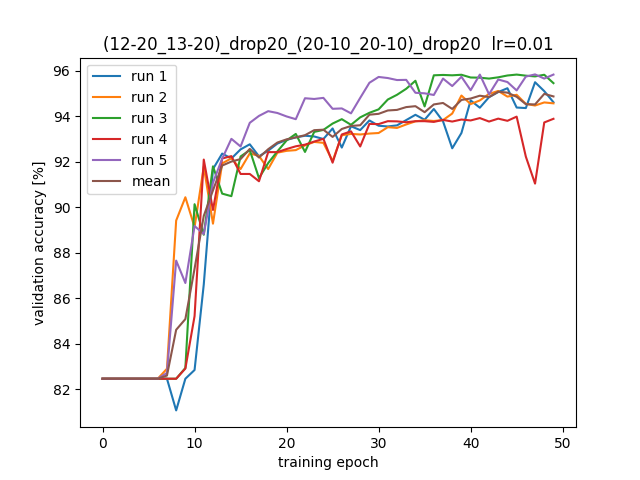 (12-20_13-20)_drop20_(20-10_20-10)_drop20 lr=0.01
validation accuracy [%]
96
94
92
90
88
86
84
82
run 1
run 2
run 3
run 4
run 5
mean
0
10
20
30
40
50
training epoch